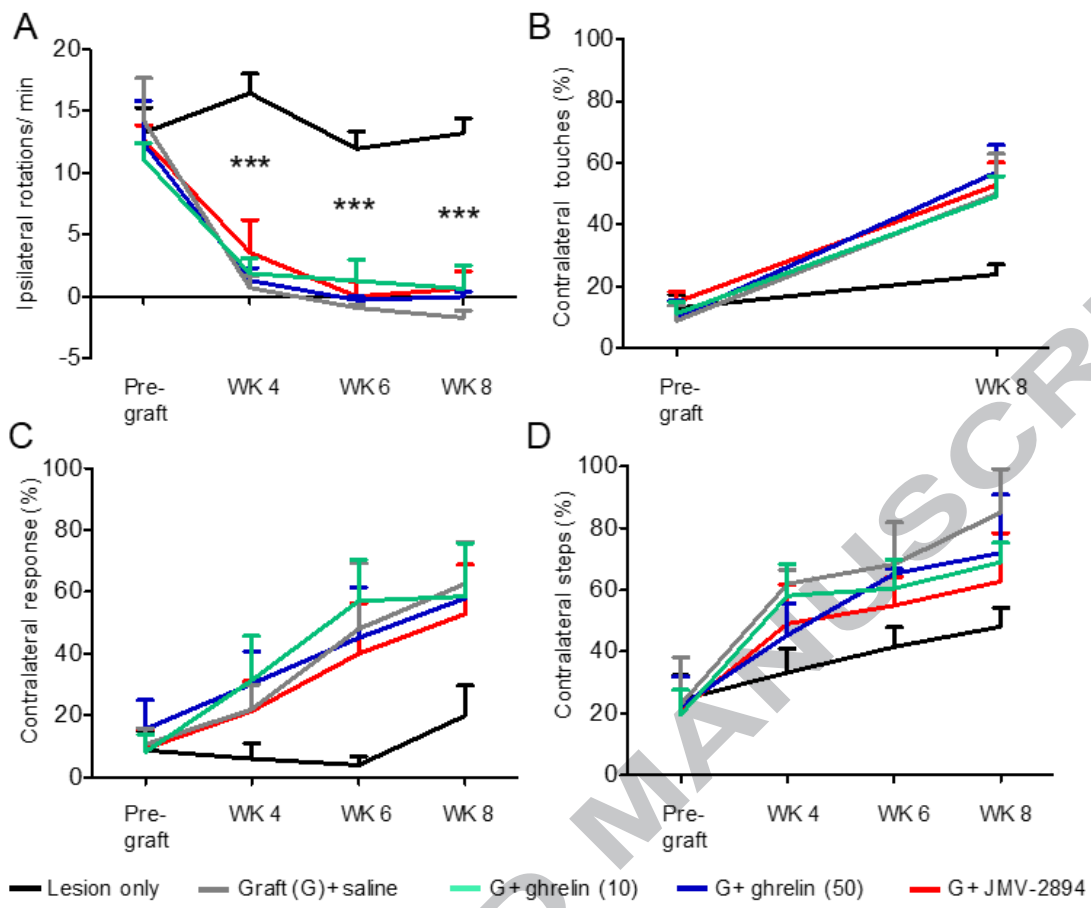 A
Ipsilateral rotations/ min
20
15
10
5
0
-5
***
***
***
Pre-
graft
WK 4
WK 6
WK 8
B
Contralateral touches (%)
100
80
60
40
20
0
Pre-
graft
WK 8
C
Contralateral response (%)
100
80
60
40
20
0
Pre-
graft
WK 4
WK 6
WK 8
D
Contralateral steps (%)
100
80
60
40
20
0
Pre-
graft
WK 4
WK 6
WK 8
Lesion only
Graft (G)+ saline
G+ ghrelin (10)
G+ ghrelin (50)
G+ JMV-2894
D MANUSCR